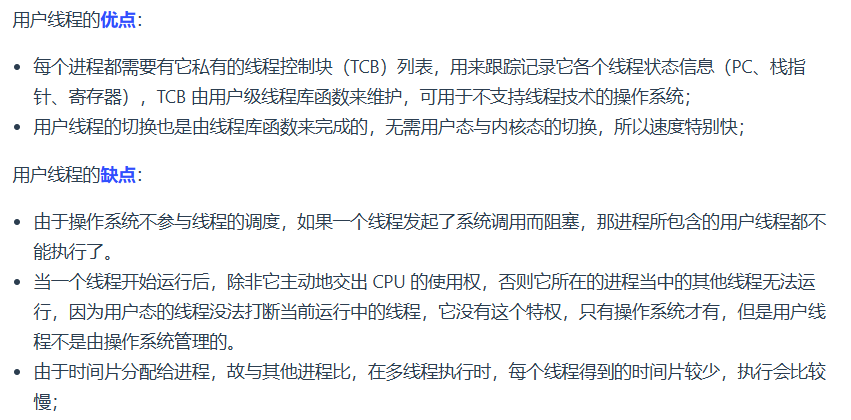 用户线程的优点：
每个进程都需要有它私有的线程控制块（TCB）列表，用来跟踪记录它各个线程状态信息（PC、栈指
针、寄存器），TCB 由用户级线程库函数来维护，可用于不支持线程技术的操作系统；
用户线程的切换也是由线程库函数来完成的，无需用户态与内核态的切换，所以速度特别快；
用户线程的缺点：
由于操作系统不参与线程的调度，如果一个线程发起了系统调用而阻塞，那进程所包含的用户线程都不
能执行了。
当一个线程开始运行后，除非它主动地交出 CPU 的使用权，否则它所在的进程当中的其他线程无法运
行，因为用户态的线程没法打断当前运行中的线程，它没有这个特权，只有操作系统才有，但是用户线
程不是由操作系统管理的。
由于时间片分配给进程，故与其他进程比，在多线程执行时，每个线程得到的时间片较少，执行会比较
慢；